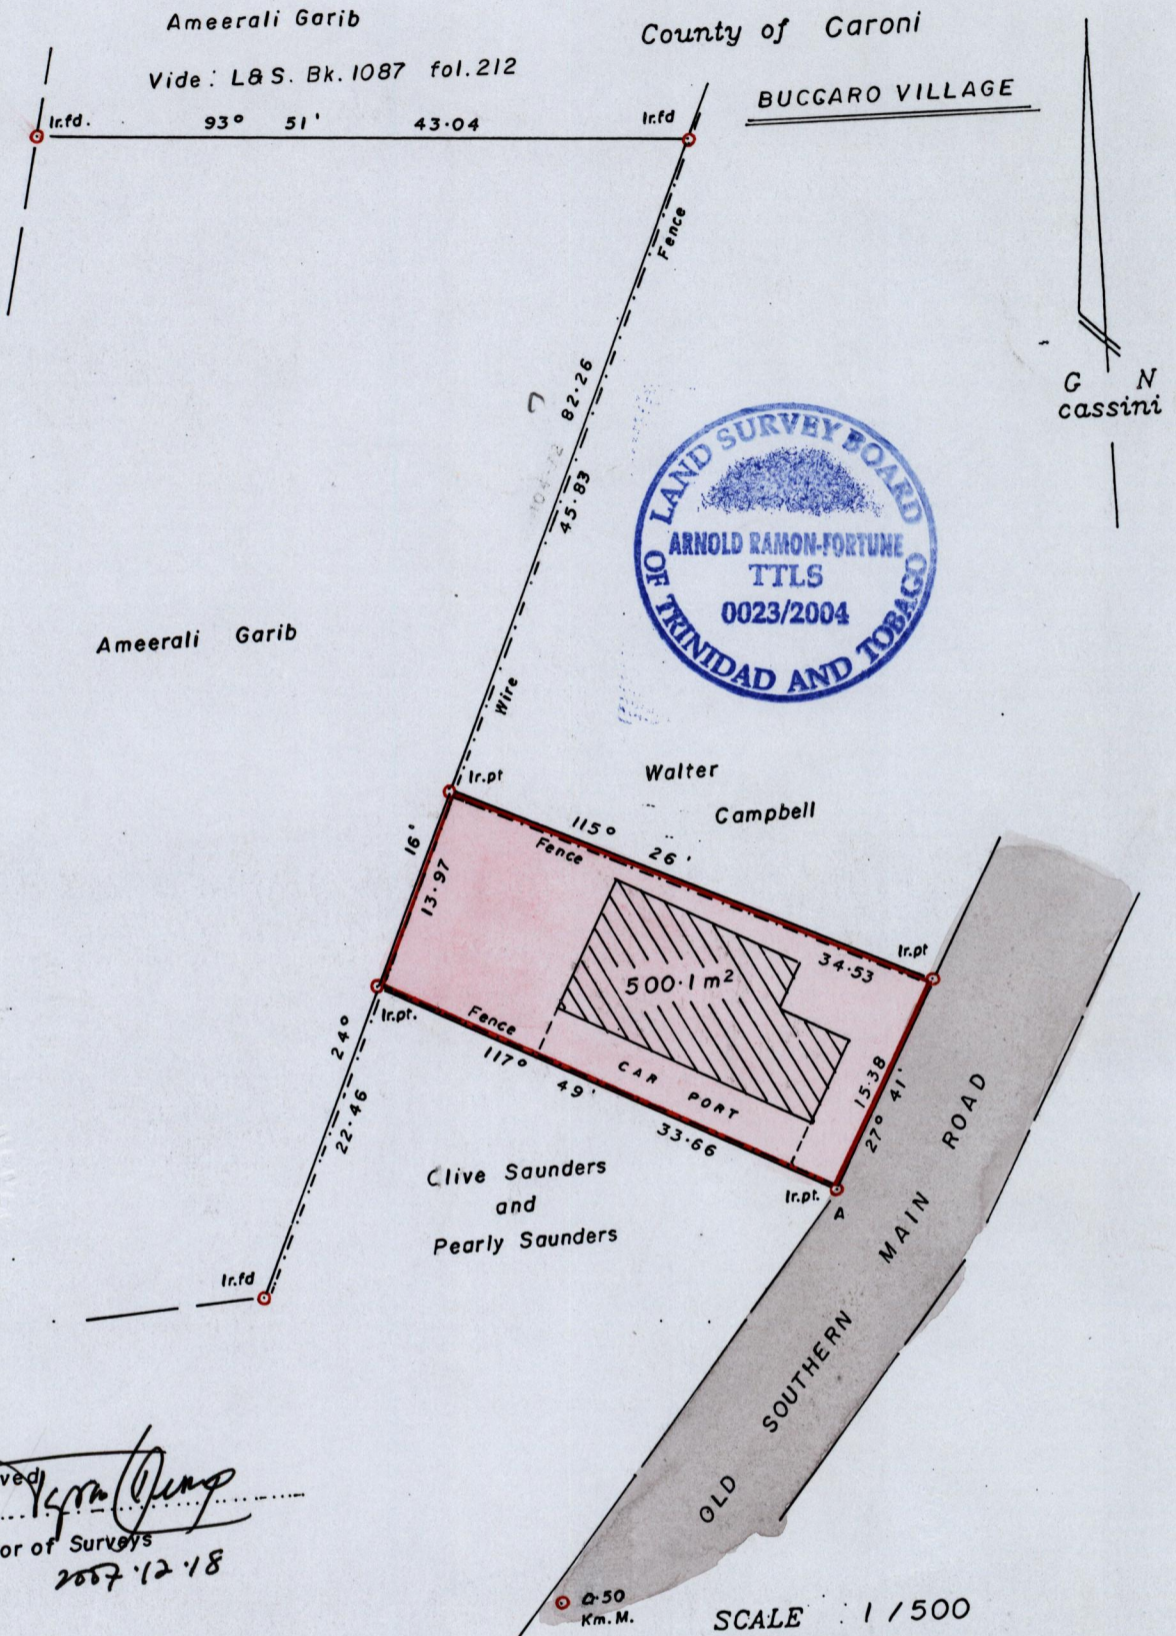 Ameerali Garib
County of Caroni
Vide: L&S. Bk. 1087 fol. 212
BUCCARO VILLAGE
Ir.fd.
93° 51' 43·04
Ir.fd
Fence
G N
cassini
82·26
45·83
LAND SURVEY BOARD
ARNOLD RAMON-FORTUNE
TTLS
0023/2004
OF TRINIDAD AND TOBAGO
Ameerali Garib
Wire
Ir.pt
Walter
Campbell
115° 26'
Fence
16'
13·97
34·53
Ir.pt
500·1 m²
Ir.pt.
Fence
24°
117° 49'
CAR PORT
15·38
27° 41'
22·46
33·66
Clive Saunders
and
Pearly Saunders
Ir.pt.
A
Ir.fd
OLD SOUTHERN MAIN ROAD
ved
or of Surveys
2007·12·18
0·50
Km. M.
SCALE : 1/500